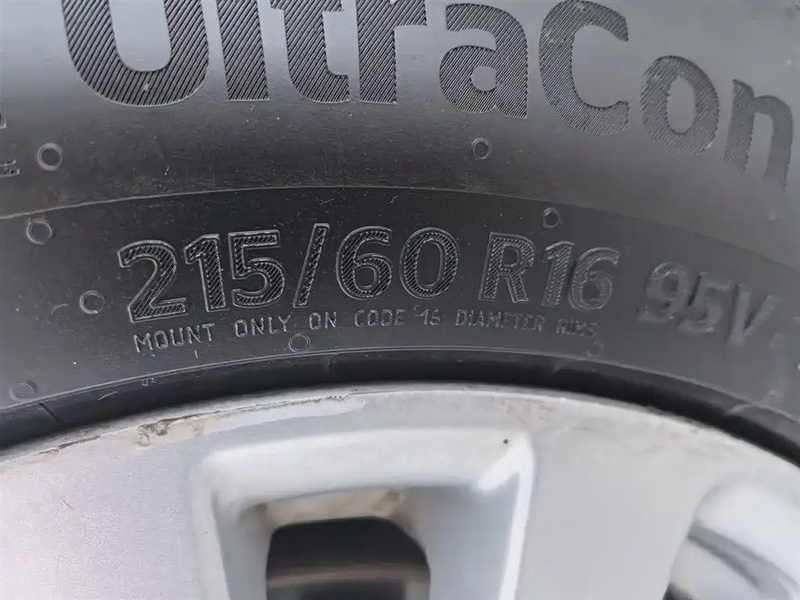 UltraCon
215/60 R16 95V
MOUNT ONLY ON CODE 16 DIAMETER RIMS